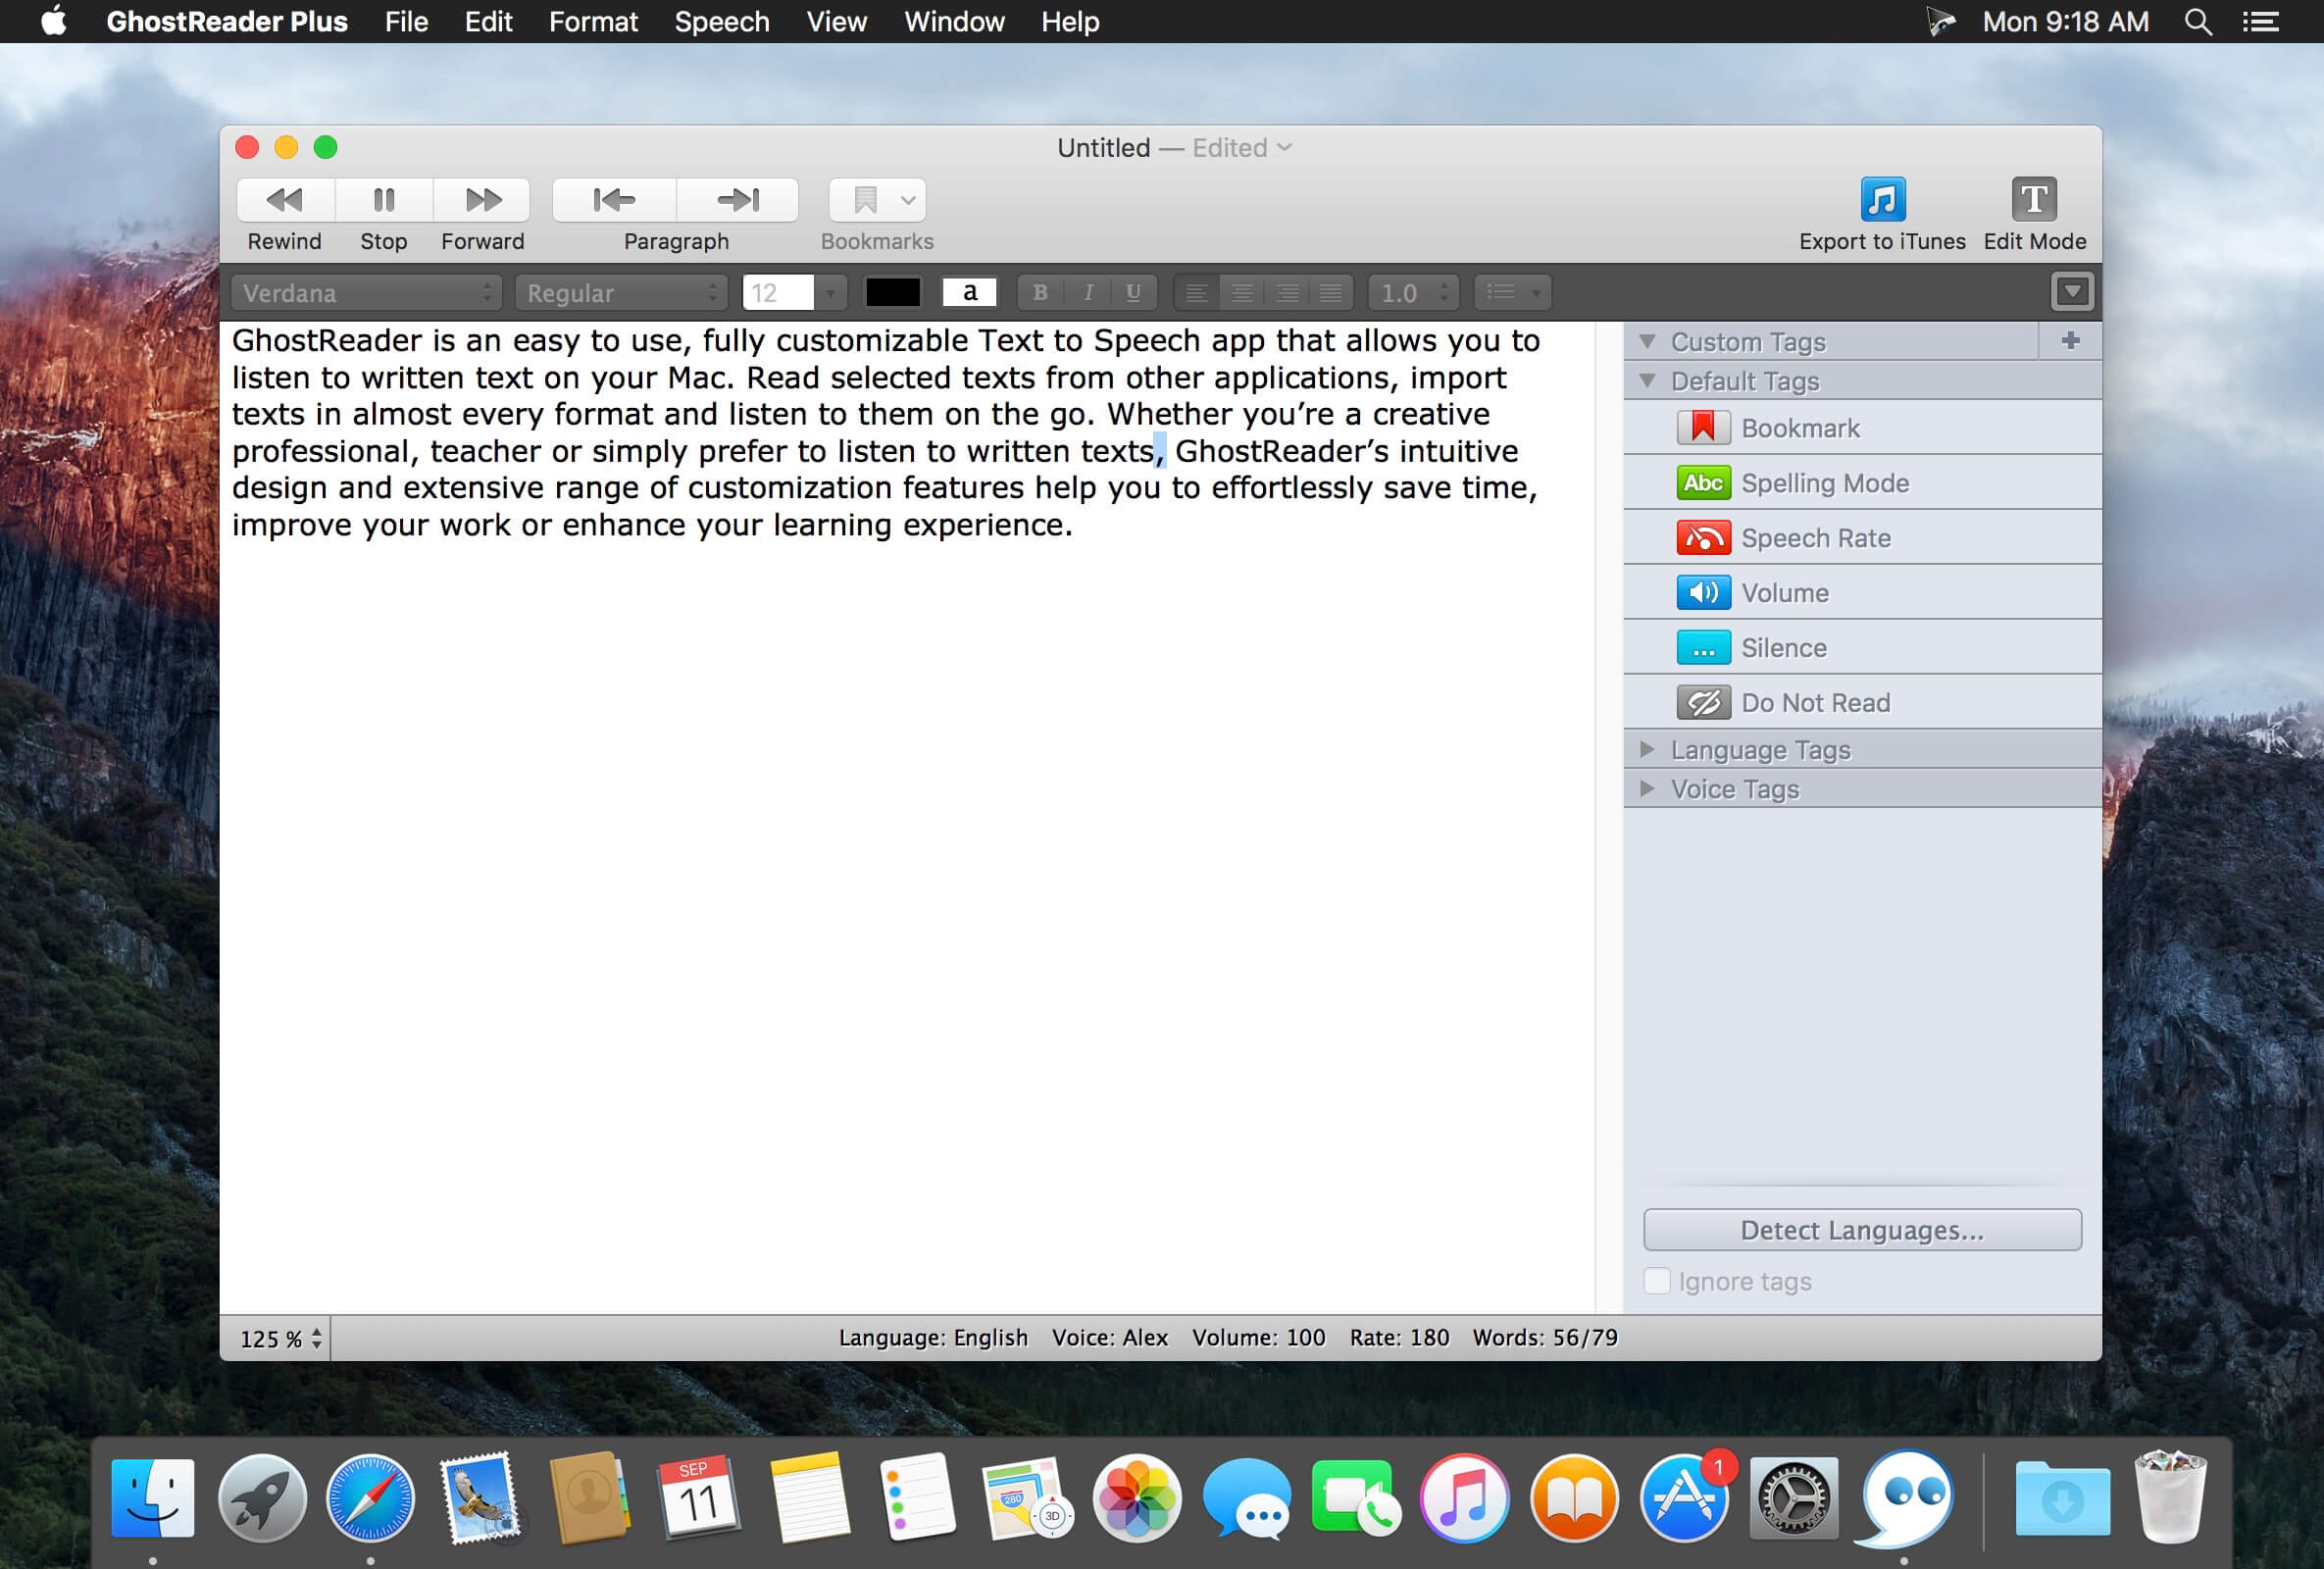 GhostReader Plus File Edit Format Speech View Window Help Mon 9:18 AM
Untitled — Edited
Rewind Stop Forward Paragraph Bookmarks Export to iTunes T Edit Mode
Verdana Regular 12 a B I U 1.0
GhostReader is an easy to use, fully customizable Text to Speech app that allows you to
listen to written text on your Mac. Read selected texts from other applications, import
texts in almost every format and listen to them on the go. Whether you’re a creative
professional, teacher or simply prefer to listen to written texts, GhostReader’s intuitive
design and extensive range of customization features help you to effortlessly save time,
improve your work or enhance your learning experience.
Custom Tags +
Default Tags
Bookmark
Abc Spelling Mode
Speech Rate
Volume
... Silence
Do Not Read
Language Tags
Voice Tags
Detect Languages...
Ignore tags
125 % Language: English Voice: Alex Volume: 100 Rate: 180 Words: 56/79
SEP
11
280
3D
1